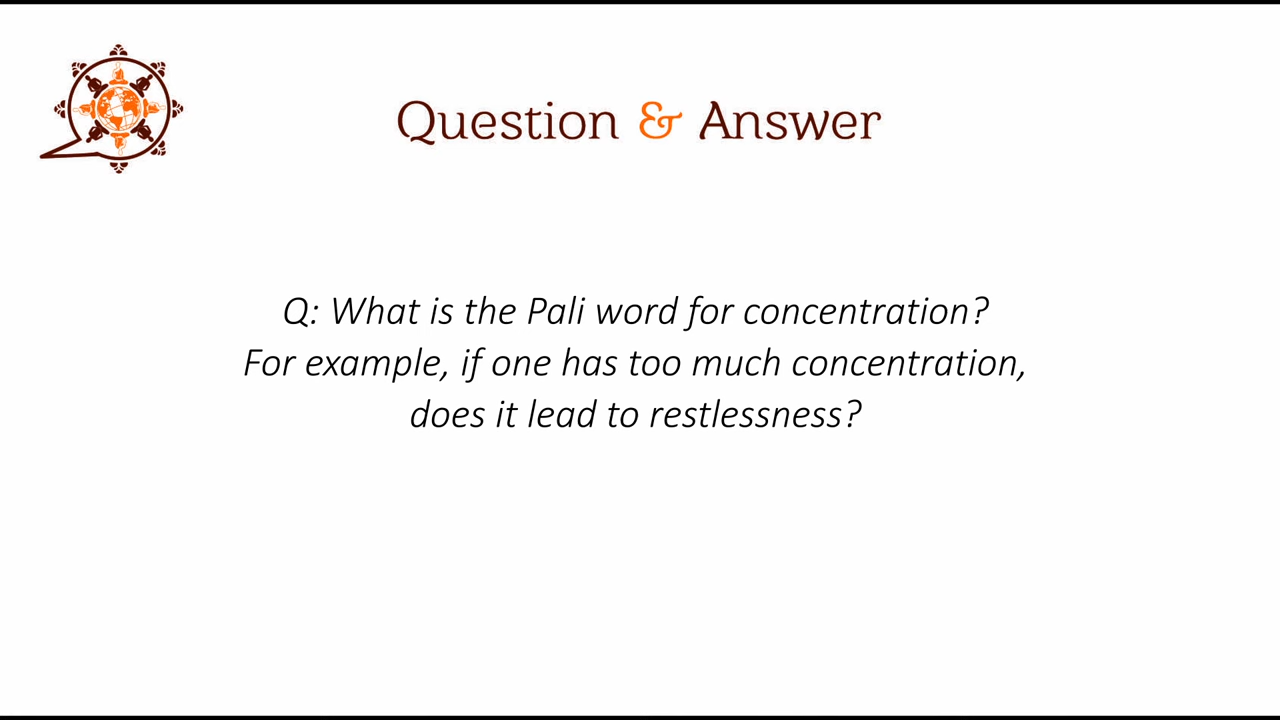 Question & Answer
Q: What is the Pali word for concentration?
For example, if one has too much concentration,
does it lead to restlessness?